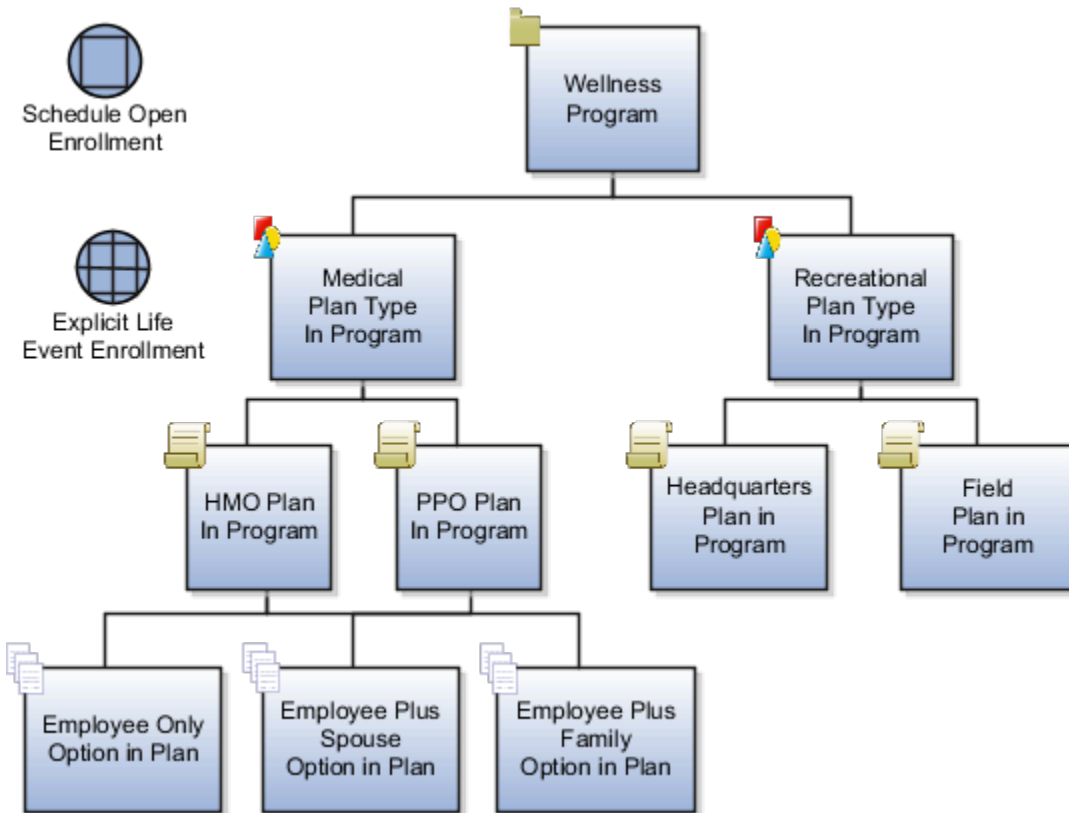 Schedule Open
Enrollment
Wellness
Program
Explicit Life
Event Enrollment
Medical
Plan Type
In Program
Recreational
Plan Type
In Program
HMO Plan
In Program
PPO Plan
In Program
Headquarters
Plan in
Program
Field
Plan in
Program
Employee Only
Option in Plan
Employee Plus
Spouse
Option in Plan
Employee Plus
Family
Option in Plan